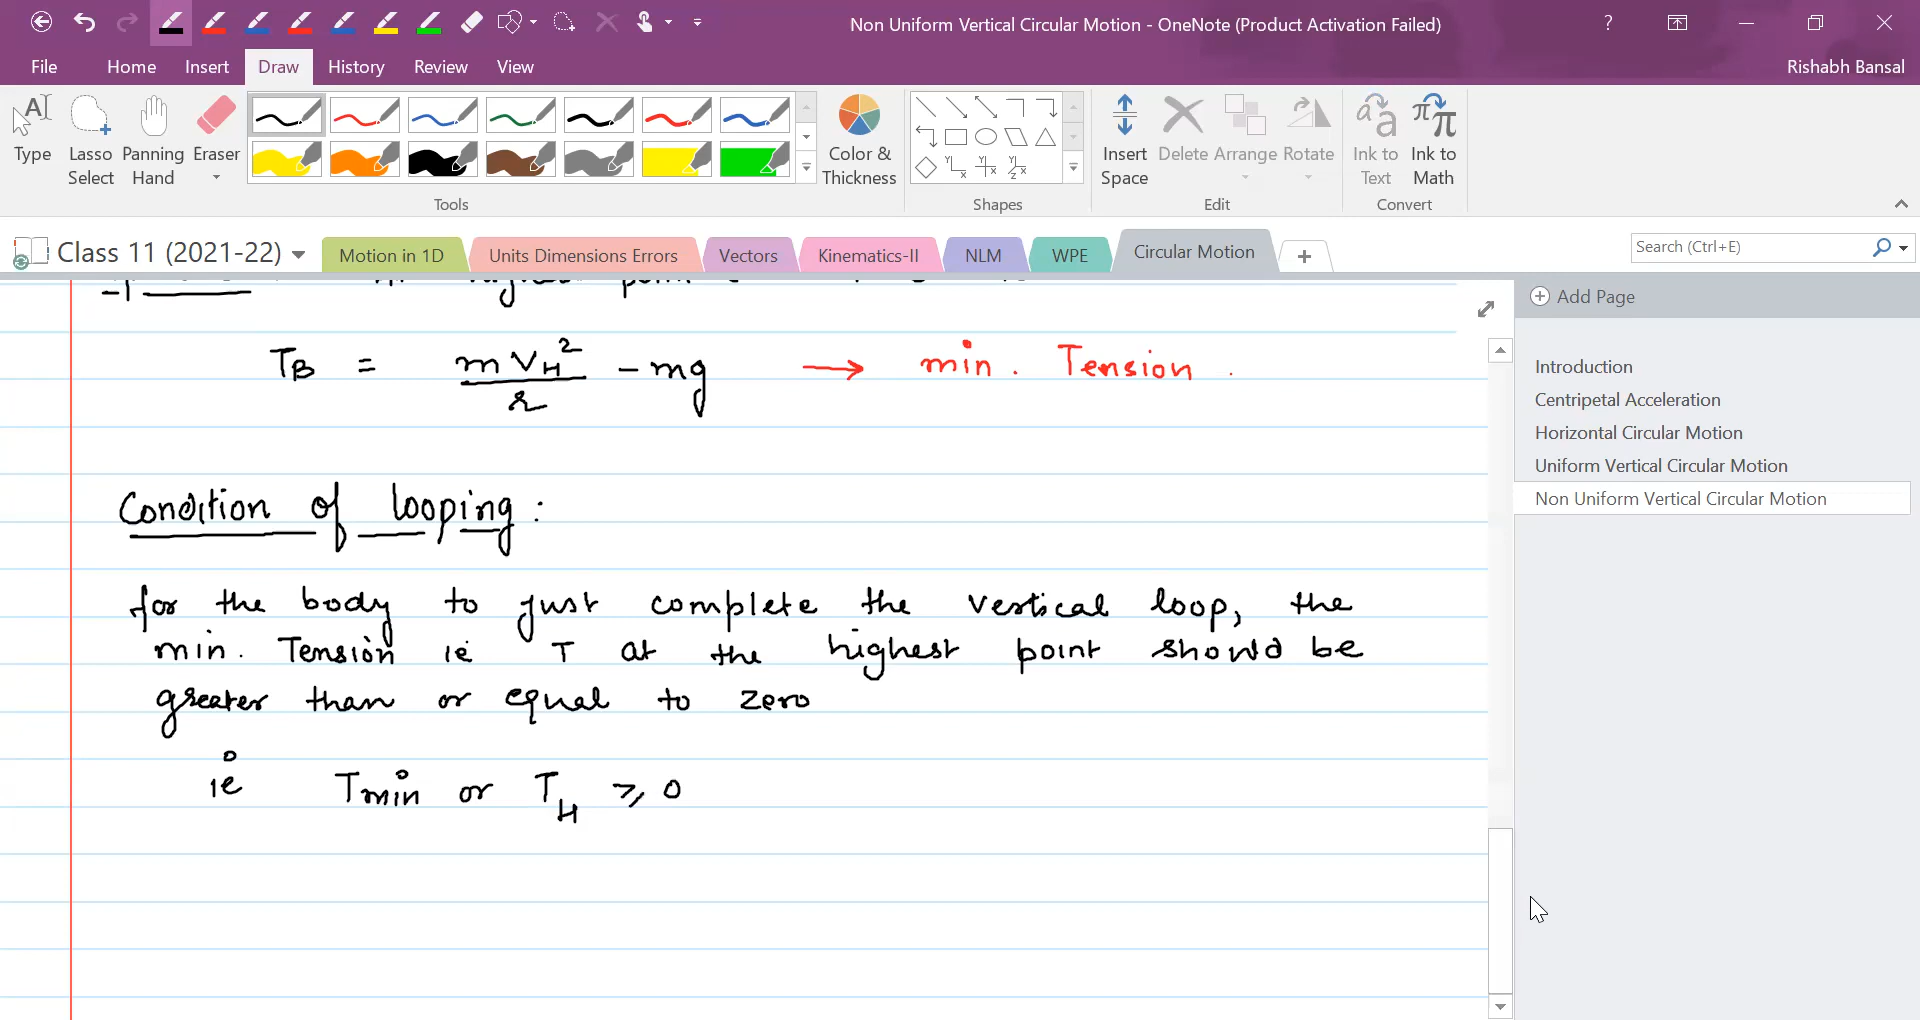 Non Uniform Vertical Circular Motion - OneNote (Product Activation Failed)
?
File Home Insert Draw History Review View
Rishabh Bansal
Type
Lasso Select
Panning Hand
Eraser
Color & Thickness
Insert Space
Delete
Arrange
Rotate
Ink to Text
Ink to Math
Tools
Shapes
Edit
Convert
Class 11 (2021-22)
Motion in 1D
Units Dimensions Errors
Vectors
Kinematics-II
NLM
WPE
Circular Motion
Search (Ctrl+E)
Add Page
Introduction
Centripetal Acceleration
Horizontal Circular Motion
Uniform Vertical Circular Motion
Non Uniform Vertical Circular Motion
T_B = mV_H²/r - mg → min. Tension.
Condition of looping:
for the body to just complete the vertical loop, the
min. Tension ie T at the highest point should be
greater than or equal to zero
ie Tmin or T_H ≥ 0